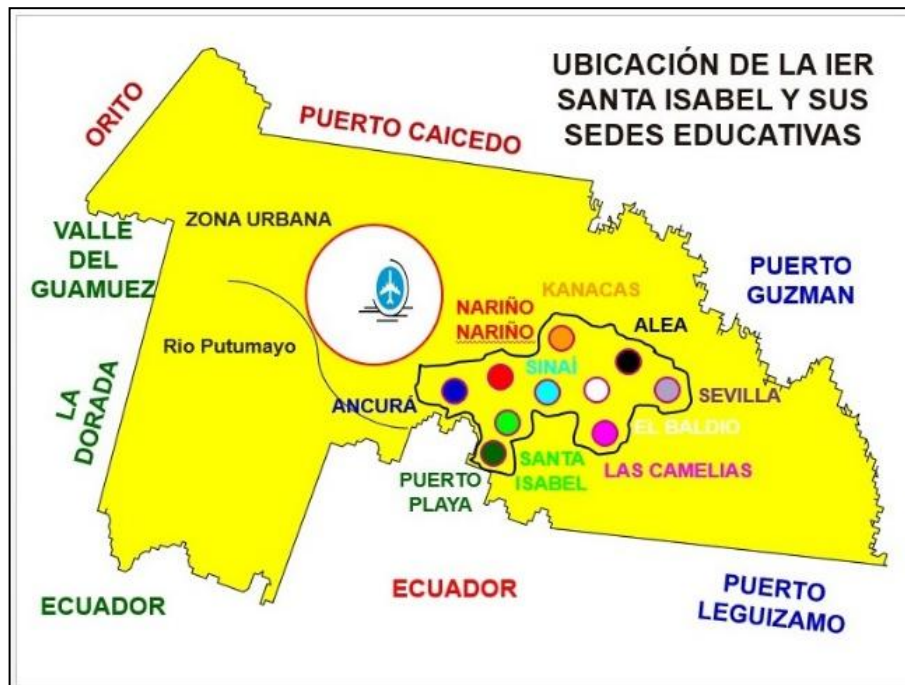 UBICACIÓN DE LA IER
SANTA ISABEL Y SUS
SEDES EDUCATIVAS
ORITO
PUERTO CAICEDO
ZONA URBANA
VALLE
DEL
GUAMUEZ
PUERTO
GUZMAN
KANACAS
NARIÑO
NARIÑO
ALEA
Rio Putumayo
SINAÍ
LA
DORADA
ANCURÁ
SEVILLA
EL BALDIO
SANTA
ISABEL
LAS CAMELIAS
PUERTO
PLAYA
ECUADOR
ECUADOR
PUERTO
LEGUIZAMO